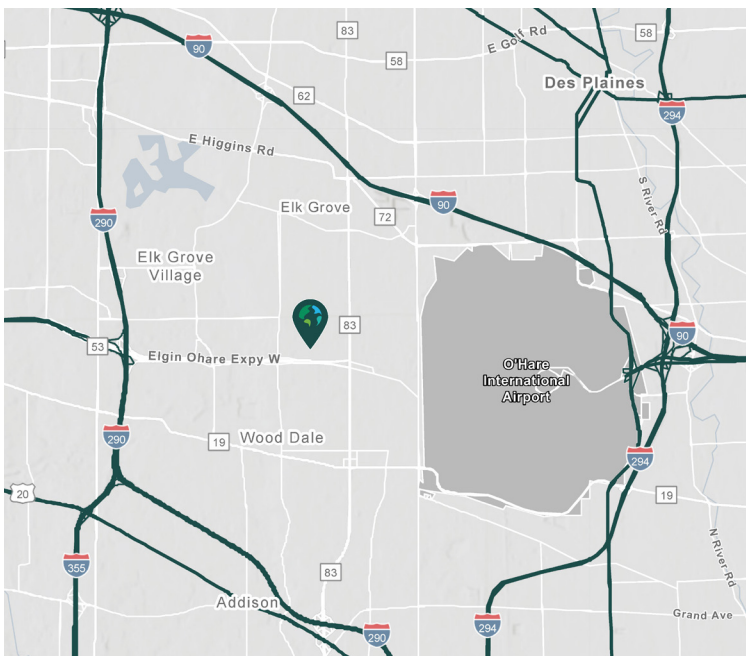 83
58
E Golf Rd
58
90
Des Plaines
62
294
E Higgins Rd
S River Rd
90
Elk Grove
72
290
Elk Grove
Village
83
90
53
Elgin Ohare Expy W
O'Hare
International
Airport
290
19
Wood Dale
294
20
19
N River Rd
355
83
Addison
Grand Ave
290
294